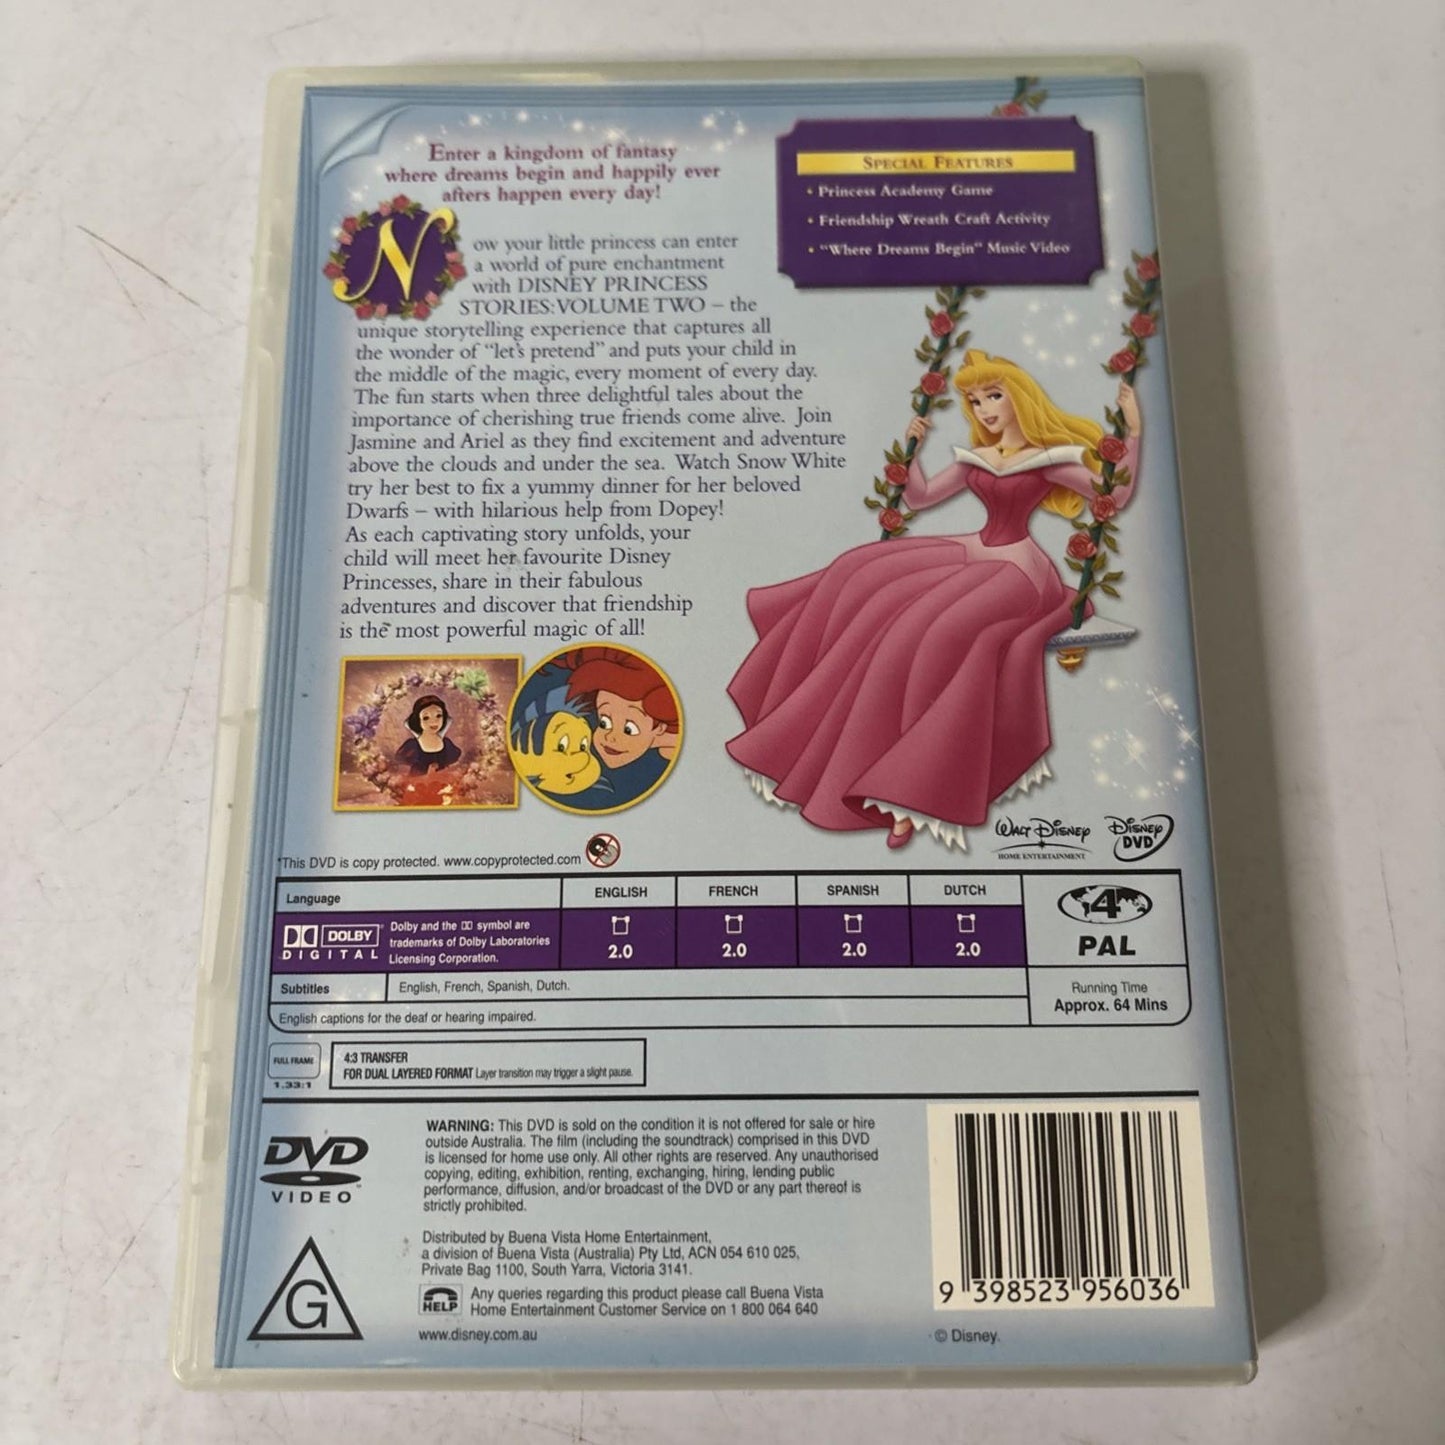 Enter a kingdom of fantasy
where dreams begin and happily ever
afters happen every day!
Now your little princess can enter
a world of pure enchantment
with DISNEY PRINCESS
STORIES: VOLUME TWO – the
unique storytelling experience that captures all
the wonder of "let's pretend" and puts your child in
the middle of the magic, every moment of every day.
The fun starts when three delightful tales about the
importance of cherishing true friends come alive. Join
Jasmine and Ariel as they find excitement and adventure
above the clouds and under the sea. Watch Snow White
try her best to fix a yummy dinner for her beloved
Dwarfs – with hilarious help from Dopey!
As each captivating story unfolds, your
child will meet her favourite Disney
Princesses, share in their fabulous
adventures and discover that friendship
is the most powerful magic of all!
SPECIAL FEATURES
• Princess Academy Game
• Friendship Wreath Craft Activity
• "Where Dreams Begin" Music Video
WALT DISNEY
HOME ENTERTAINMENT
DISNEY
DVD
*This DVD is copy protected. www.copyprotected.com
Language ENGLISH FRENCH SPANISH DUTCH
DOLBY
DIGITAL
Dolby and the DD symbol are
trademarks of Dolby Laboratories
Licensing Corporation.
2.0 2.0 2.0 2.0
4
PAL
Subtitles English, French, Spanish, Dutch.
English captions for the deaf or hearing impaired.
Running Time
Approx. 64 Mins
FULL FRAME
1.33:1
4:3 TRANSFER
FOR DUAL LAYERED FORMAT Layer transition may trigger a slight pause.
DVD
VIDEO™
G
WARNING: This DVD is sold on the condition it is not offered for sale or hire
outside Australia. The film (including the soundtrack) comprised in this DVD
is licensed for home use only. All other rights are reserved. Any unauthorised
copying, editing, exhibition, renting, exchanging, hiring, lending public
performance, diffusion, and/or broadcast of the DVD or any part thereof is
strictly prohibited.
Distributed by Buena Vista Home Entertainment,
a division of Buena Vista (Australia) Pty Ltd, ACN 054 610 025,
Private Bag 1100, South Yarra, Victoria 3141.
HELP
Any queries regarding this product please call Buena Vista
Home Entertainment Customer Service on 1 800 064 640
www.disney.com.au
9 398523 956036
© Disney.